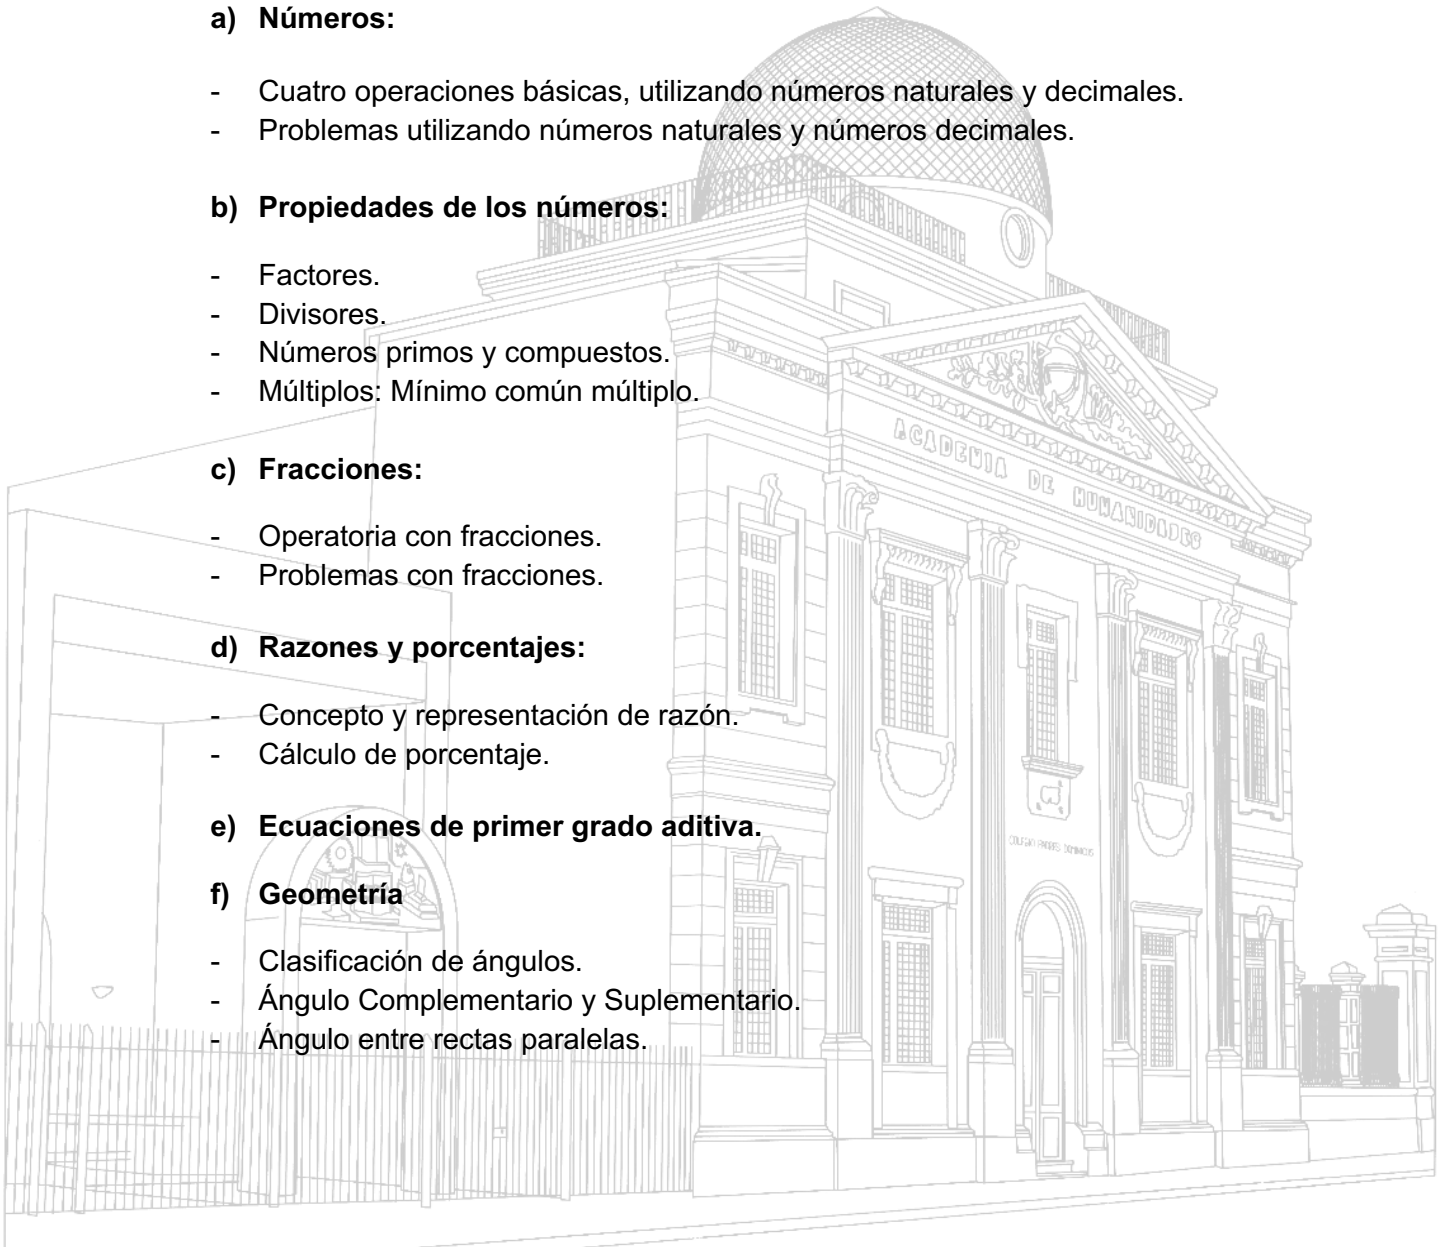 a) Números:
- Cuatro operaciones básicas, utilizando números naturales y decimales.
- Problemas utilizando números naturales y números decimales.
b) Propiedades de los números:
- Factores.
- Divisores.
- Números primos y compuestos.
- Múltiplos: Mínimo común múltiplo.
ACADEMIA DE HUMANIDADES
c) Fracciones:
- Operatoria con fracciones.
- Problemas con fracciones.
d) Razones y porcentajes:
- Concepto y representación de razón.
- Cálculo de porcentaje.
e) Ecuaciones de primer grado aditiva.
COLEGIO PADRES DOMINICOS
f) Geometría
- Clasificación de ángulos.
- Ángulo Complementario y Suplementario.
- Ángulo entre rectas paralelas.